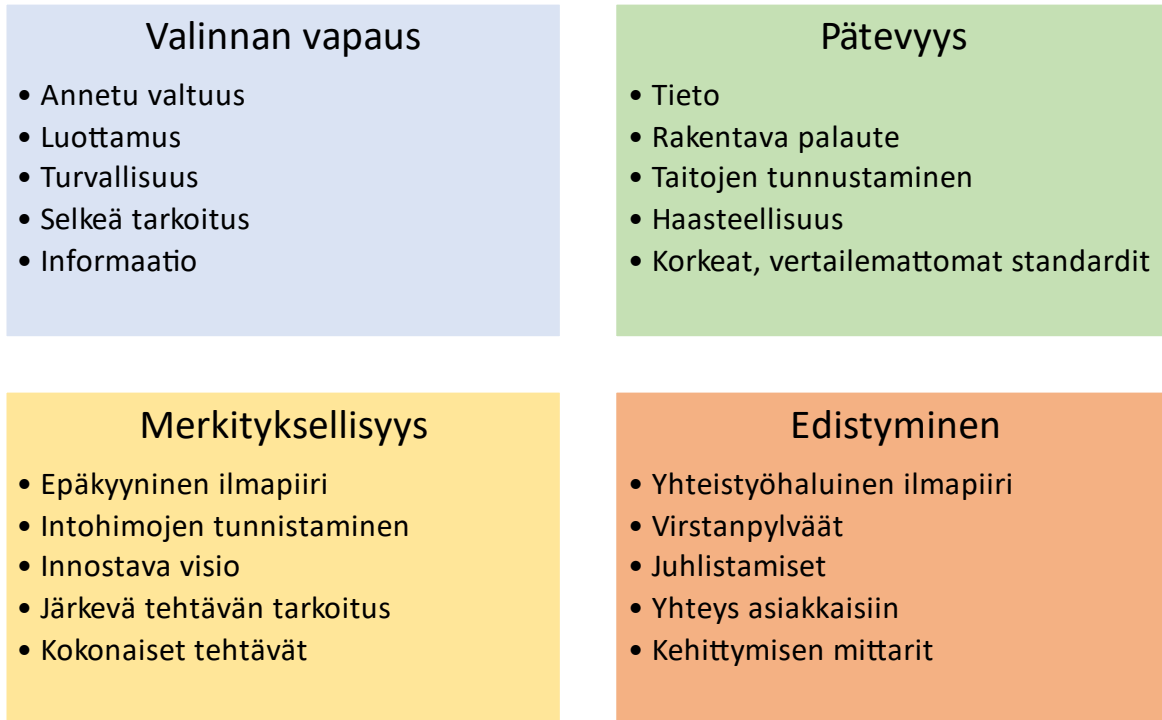 Valinnan vapaus
• Annetu valtuus
• Luottamus
• Turvallisuus
• Selkeä tarkoitus
• Informaatio
Pätevyys
• Tieto
• Rakentava palaute
• Taitojen tunnustaminen
• Haasteellisuus
• Korkeat, vertailemattomat standardit
Merkityksellisyys
• Epäkyyninen ilmapiiri
• Intohimojen tunnistaminen
• Innostava visio
• Järkevä tehtävän tarkoitus
• Kokonaiset tehtävät
Edistyminen
• Yhteistyöhaluinen ilmapiiri
• Virstanpylväät
• Juhlistamiset
• Yhteys asiakkaisiin
• Kehittymisen mittarit